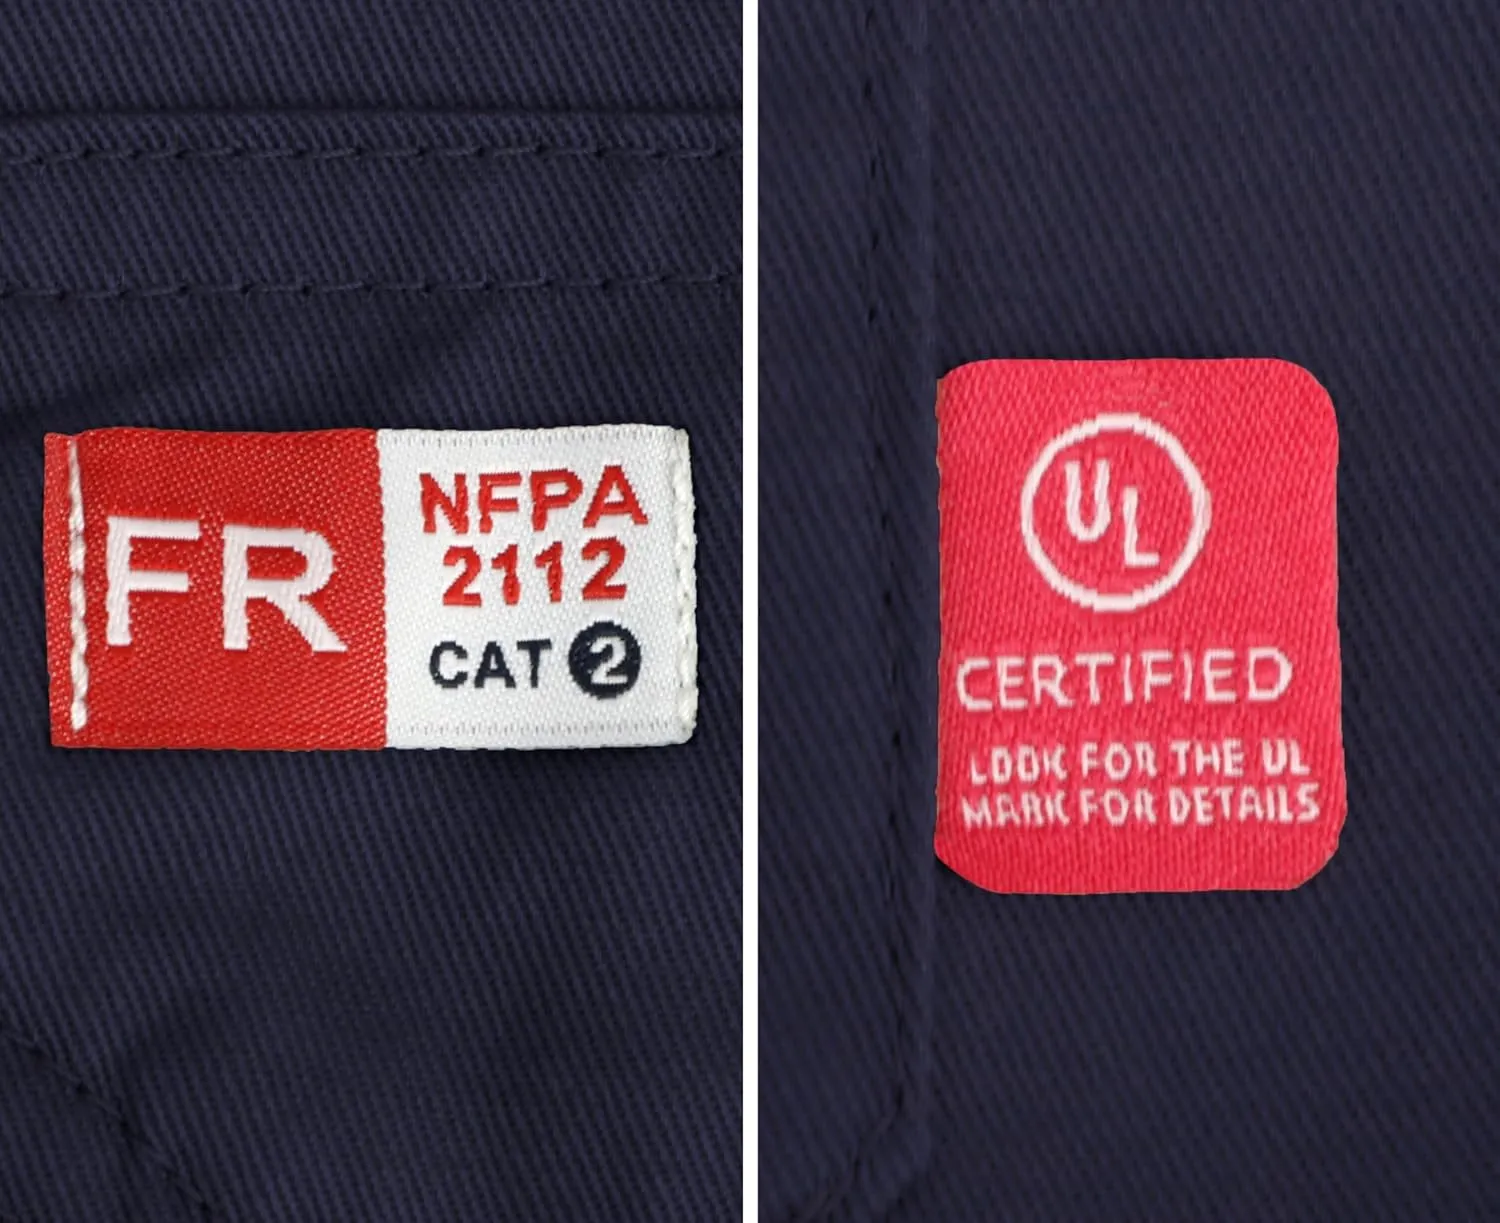 FR
NFPA
2112
CAT 2
UL
CERTIFIED
LOOK FOR THE UL
MARK FOR DETAILS